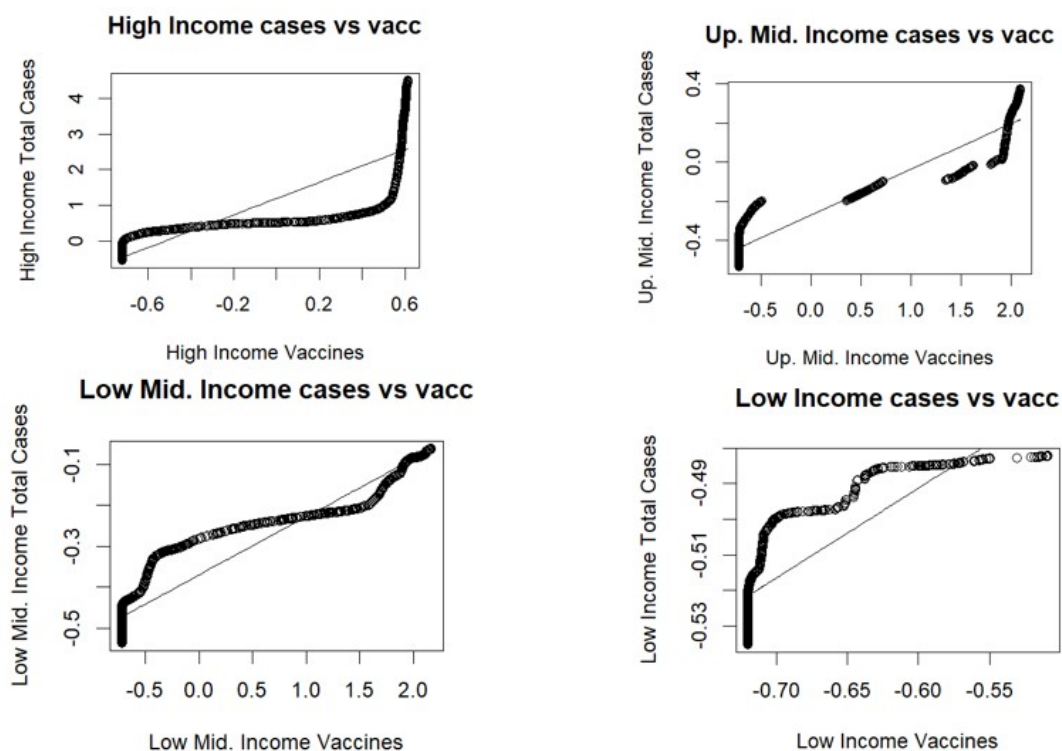 High Income cases vs vacc
High Income Total Cases
4
3
2
1
0
-0.6 -0.2 0.2 0.6
High Income Vaccines
Up. Mid. Income cases vs vacc
Up. Mid. Income Total Cases
0.4
0.0
-0.4
-0.5 0.0 0.5 1.0 1.5 2.0
Up. Mid. Income Vaccines
Low Mid. Income cases vs vacc
Low Mid. Income Total Cases
-0.1
-0.3
-0.5
-0.5 0.0 0.5 1.0 1.5 2.0
Low Mid. Income Vaccines
Low Income cases vs vacc
Low Income Total Cases
-0.49
-0.51
-0.53
-0.70 -0.65 -0.60 -0.55
Low Income Vaccines